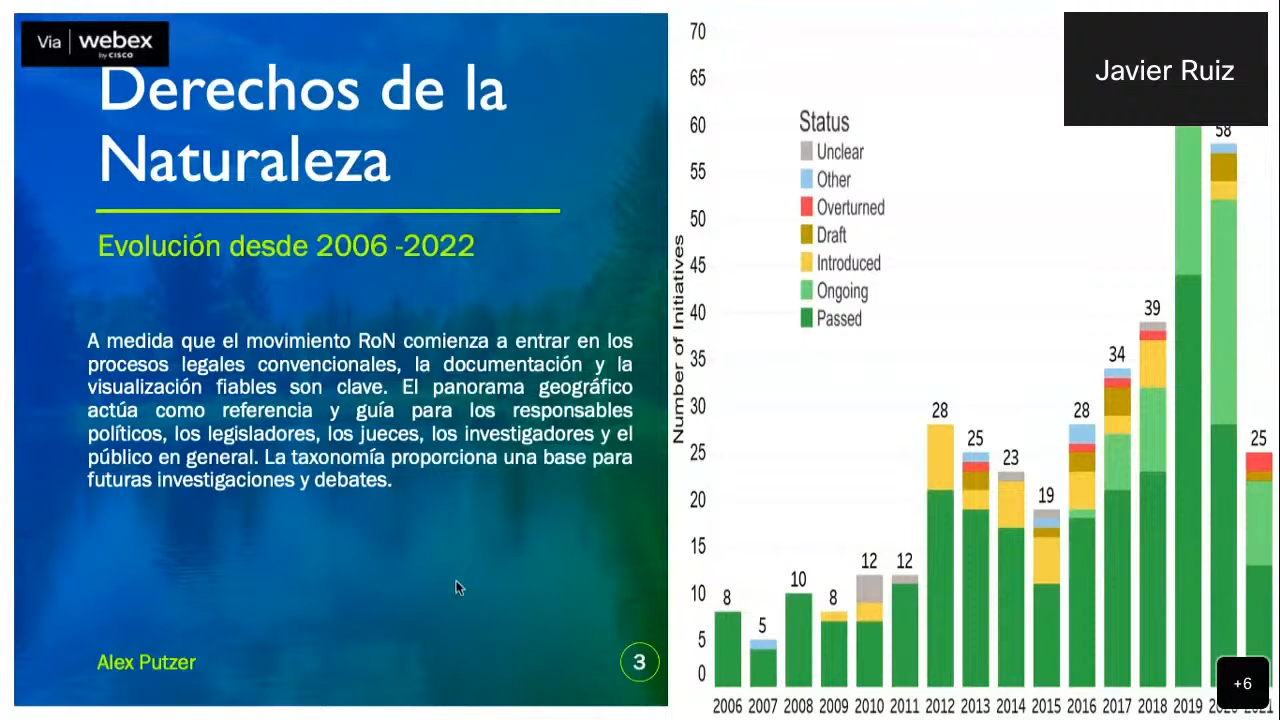 Via webex
by CISCO
Derechos de la
Naturaleza
Evolución desde 2006 -2022
A medida que el movimiento RoN comienza a entrar en los
procesos legales convencionales, la documentación y la
visualización fiables son clave. El panorama geográfico
actúa como referencia y guía para los responsables
políticos, los legisladores, los jueces, los investigadores y el
público en general. La taxonomía proporciona una base para
futuras investigaciones y debates.
Alex Putzer
3
Javier Ruiz
Number of Initiatives
70
65
60
55
50
45
40
35
30
25
20
15
10
5
0
Status
Unclear
Other
Overturned
Draft
Introduced
Ongoing
Passed
8
5
10
8
12
12
28
25
23
19
28
34
39
58
25
2006 2007 2008 2009 2010 2011 2012 2013 2014 2015 2016 2017 2018 2019 2020 2021
+6